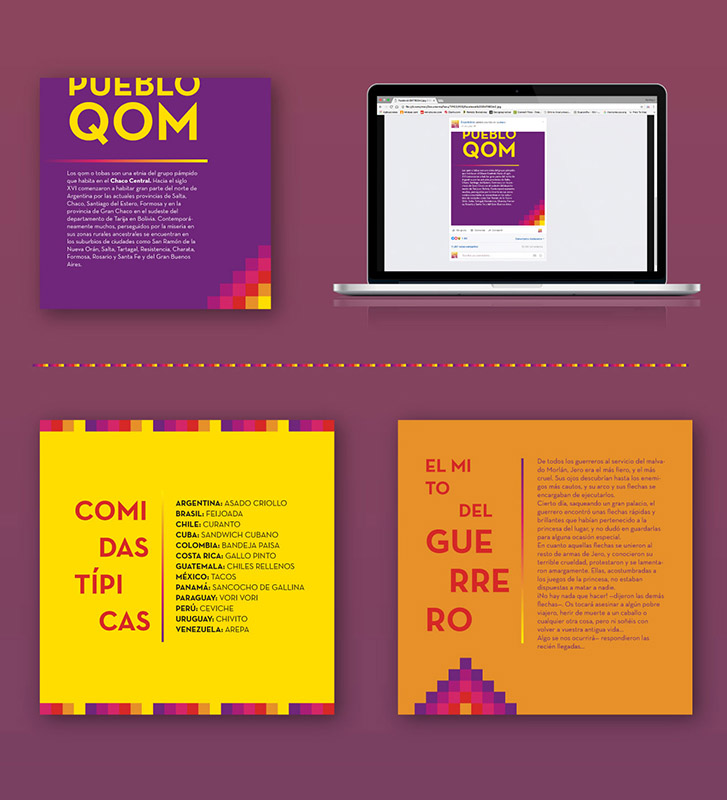 PUEBLO
QOM
Los qom o tobas son una etnia del grupo pámpido
que habita en el Chaco Central. Hacia el siglo
XVI comenzaron a habitar gran parte del norte de
Argentina por las actuales provincias de Salta,
Chaco, Santiago del Estero, Formosa y en la
provincia de Gran Chaco en el sudeste del
departamento de Tarija en Bolivia. Contemporá-
neamente muchos, perseguidos por la miseria en
sus zonas rurales ancestrales se encuentran en
los suburbios de ciudades como San Ramón de la
Nueva Orán, Salta, Tartagal, Resistencia, Charata,
Formosa, Rosario y Santa Fe y del Gran Buenos
Aires.
PUEBLO
QOM
COMI
DAS
TÍPI
CAS
ARGENTINA: ASADO CRIOLLO
BRASIL: FEIJOADA
CHILE: CURANTO
CUBA: SANDWICH CUBANO
COLOMBIA: BANDEJA PAISA
COSTA RICA: GALLO PINTO
GUATEMALA: CHILES RELLENOS
MÉXICO: TACOS
PANAMÁ: SANCOCHO DE GALLINA
PARAGUAY: VORI VORI
PERÚ: CEVICHE
URUGUAY: CHIVITO
VENEZUELA: AREPA
EL MI
TO
DEL
GUE
RRE
RO
De todos los guerreros al servicio del malva-
do Morlán, Jero era el más fiero, y el más
cruel. Sus ojos descubrían hasta los enemi-
gos más cautos, y su arco y sus flechas se
encargaban de ejecutarlos.
Cierto día, saqueando un gran palacio, el
guerrero encontró unas flechas rápidas y
brillantes que habían pertenecido a la
princesa del lugar, y no dudó en guardarlas
para alguna ocasión especial.
En cuanto aquellas flechas se unieron al
resto de armas de Jero, y conocieron su
terrible crueldad, protestaron y se lamenta-
ron amargamente. Ellas, acostumbradas a
los juegos de la princesa, no estaban
dispuestas a matar a nadie.
¡No hay nada que hacer! –dijeron las demás
flechas–. Os tocará asesinar a algún pobre
viajero, herir de muerte a un caballo o
cualquier otra cosa, pero ni soñéis con
volver a vuestra antigua vida...
Algo se nos ocurrirá– respondieron las
recién llegadas...